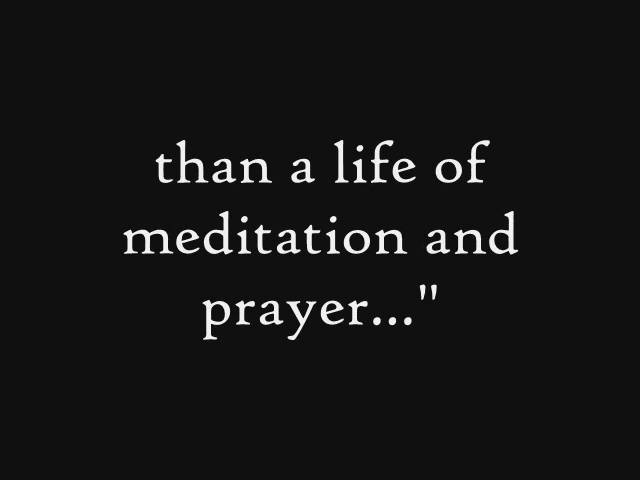 than a life of
meditation and
prayer..."